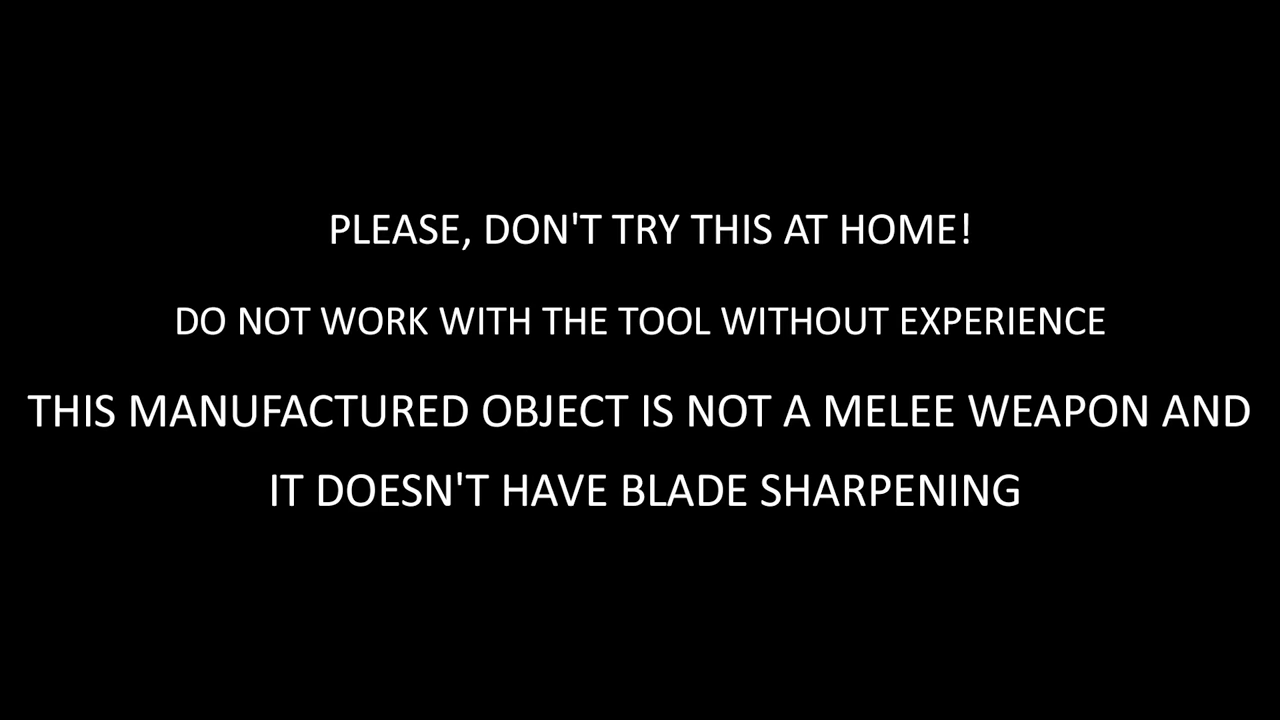 PLEASE, DON'T TRY THIS AT HOME!
DO NOT WORK WITH THE TOOL WITHOUT EXPERIENCE
THIS MANUFACTURED OBJECT IS NOT A MELEE WEAPON AND
IT DOESN'T HAVE BLADE SHARPENING